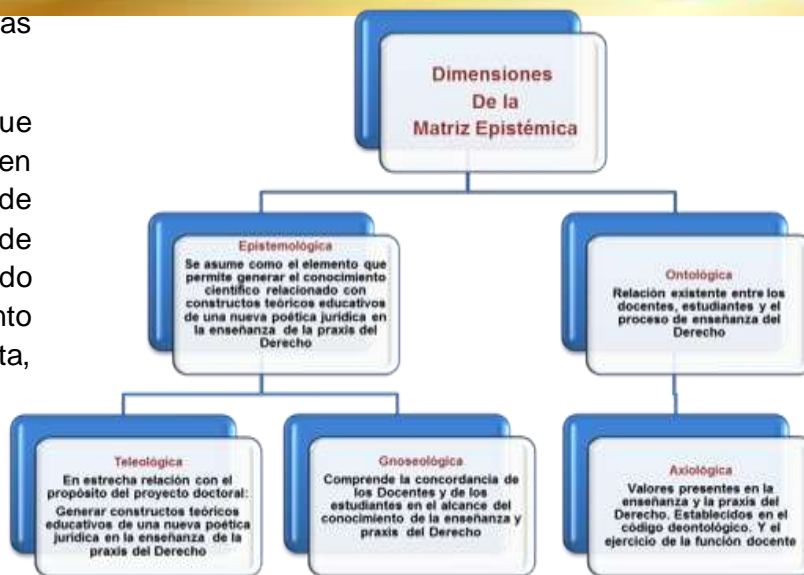 as
ue
en
de
de
do
nto
ta,
Dimensiones
De la
Matriz Epistémica
Epistemológica
Se asume como el elemento que
permite generar el conocimiento
científico relacionado con
constructos teóricos educativos
de una nueva poética jurídica en
la enseñanza de la praxis del
Derecho
Ontológica
Relación existente entre los
docentes, estudiantes y el
proceso de enseñanza del
Derecho
Teleológica
En estrecha relación con el
propósito del proyecto doctoral:
Generar constructos teóricos
educativos de una nueva poética
jurídica en la enseñanza de la
praxis del Derecho
Gnoseológica
Comprende la concordancia de
los Docentes y de los
estudiantes en el alcance del
conocimiento de la enseñanza y
praxis del Derecho
Axiológica
Valores presentes en la
enseñanza y la praxis del
Derecho. Establecidos en el
código deontológico. Y el
ejercicio de la función docente